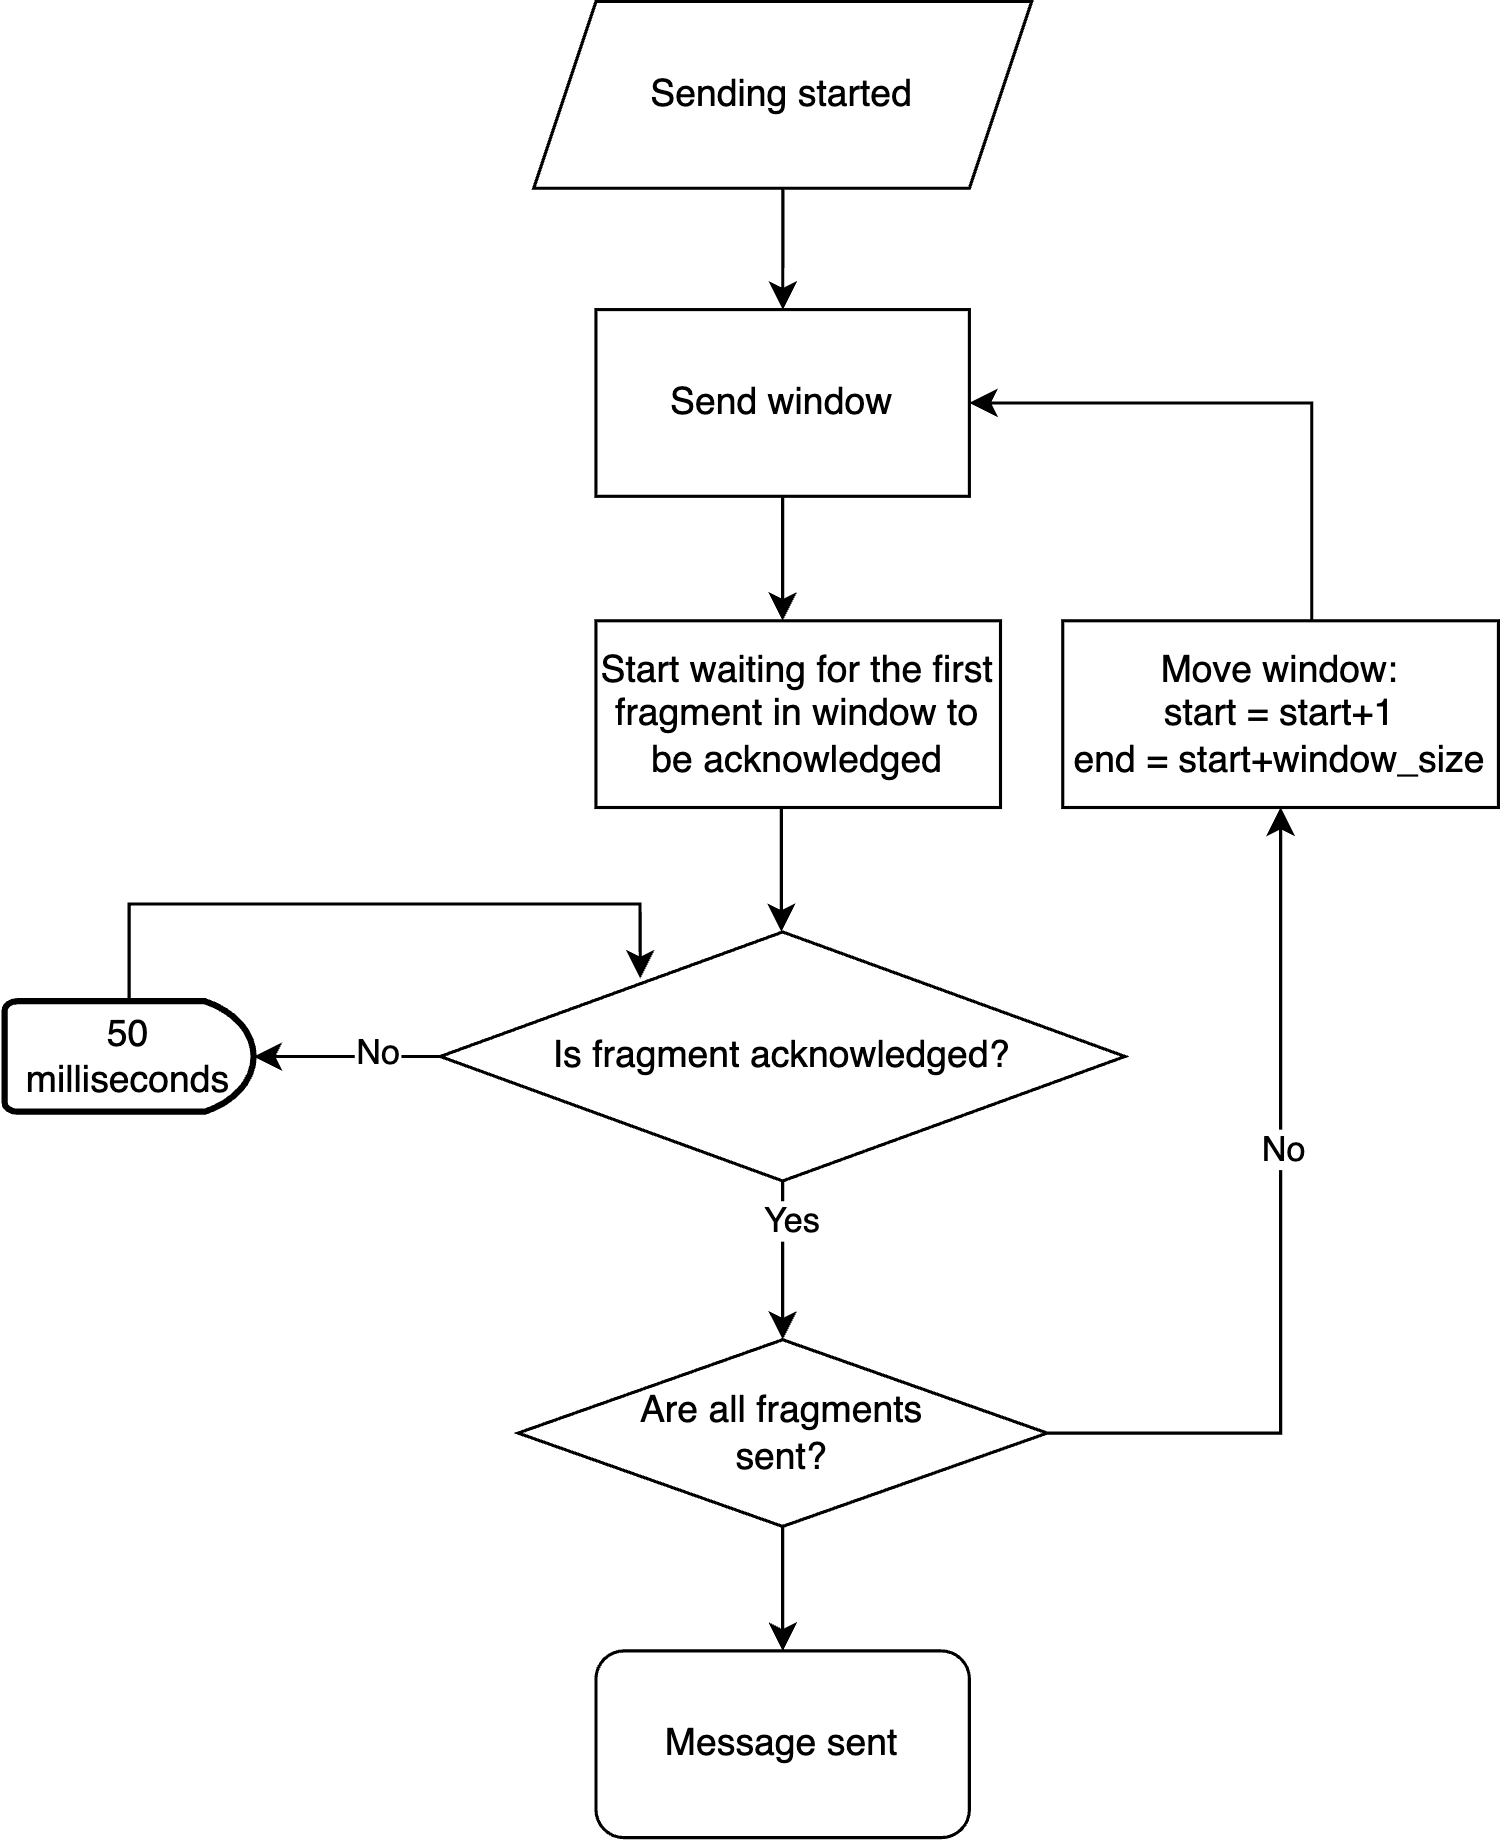 Sending started
Send window
Start waiting for the first
fragment in window to
be acknowledged
Move window:
start = start+1
end = start+window_size
50
milliseconds
No
Is fragment acknowledged?
No
Yes
Are all fragments
sent?
Message sent